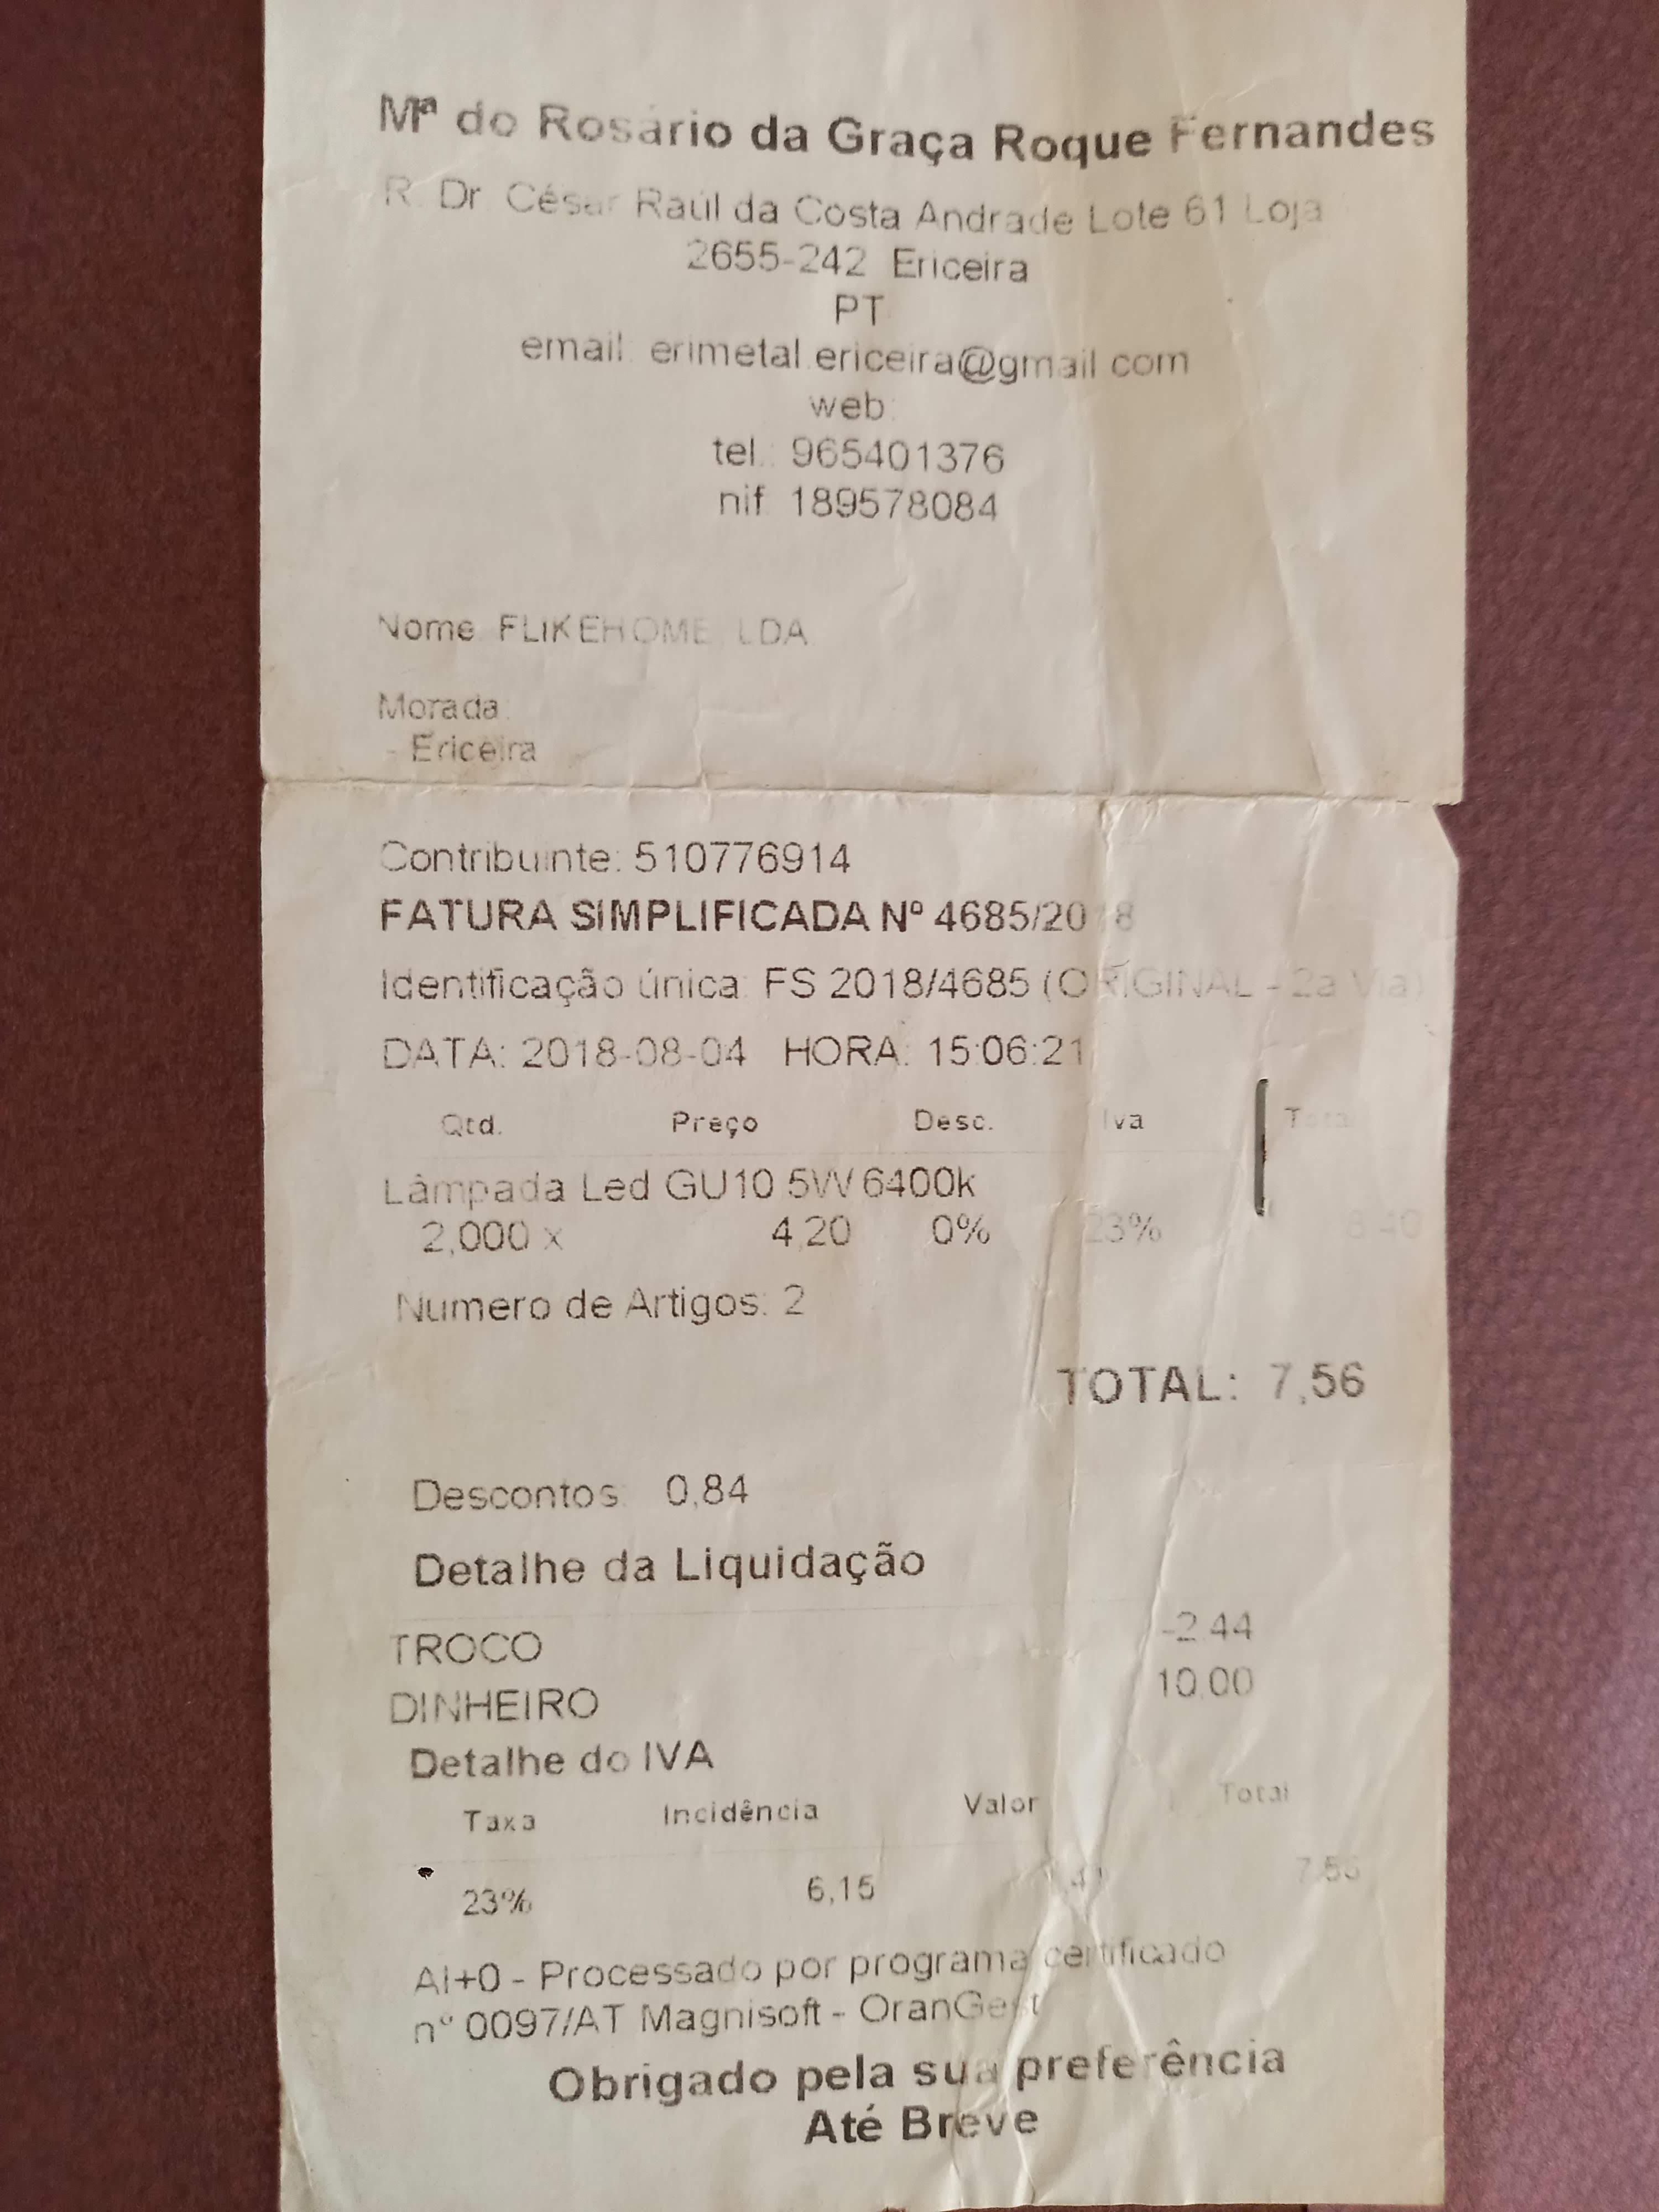 Mª do Rosário da Graça Roque Fernandes
R. Dr. César Raúl da Costa Andrade Lote 61 Loja
2655-242 Ericeira
PT
email: erimetal.ericeira@gmail.com
web:
tel.: 965401376
nif: 189578084
Nome: FLIKEHOME, LDA
Morada:
- Ericeira
Contribuinte: 510776914
FATURA SIMPLIFICADA Nº 4685/2018
Identificação única: FS 2018/4685 (ORIGINAL - 2a Via)
DATA: 2018-08-04 HORA: 15:06:21
Qtd. Preço Desc. Iva Total
Lâmpada Led GU10 5W 6400k
2,000 x 4,20 0% 23% 8,40
Numero de Artigos: 2
TOTAL: 7,56
Descontos: 0,84
Detalhe da Liquidação
TROCO -2,44
DINHEIRO 10,00
Detalhe do IVA
Taxa Incidência Valor Total
23% 6,15 7,56
AI+0 - Processado por programa certificado
nº 0097/AT Magnisoft - OranGest
Obrigado pela sua preferência
Até Breve